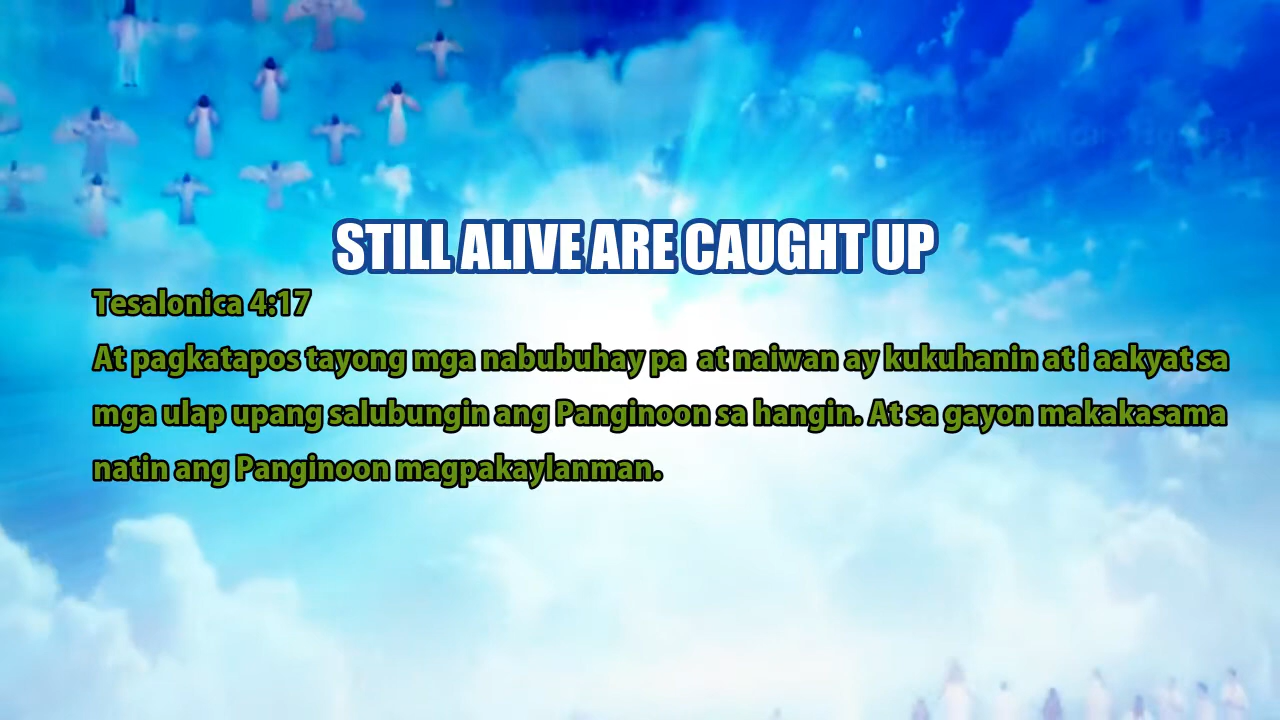 STILL ALIVE ARE CAUGHT UP
Tesalonica 4:17
At pagkatapos tayong mga nabubuhay pa at naiwan ay kukuhanin at i aakyat sa
mga ulap upang salubungin ang Panginoon sa hangin. At sa gayon makakasama
natin ang Panginoon magpakaylanman.